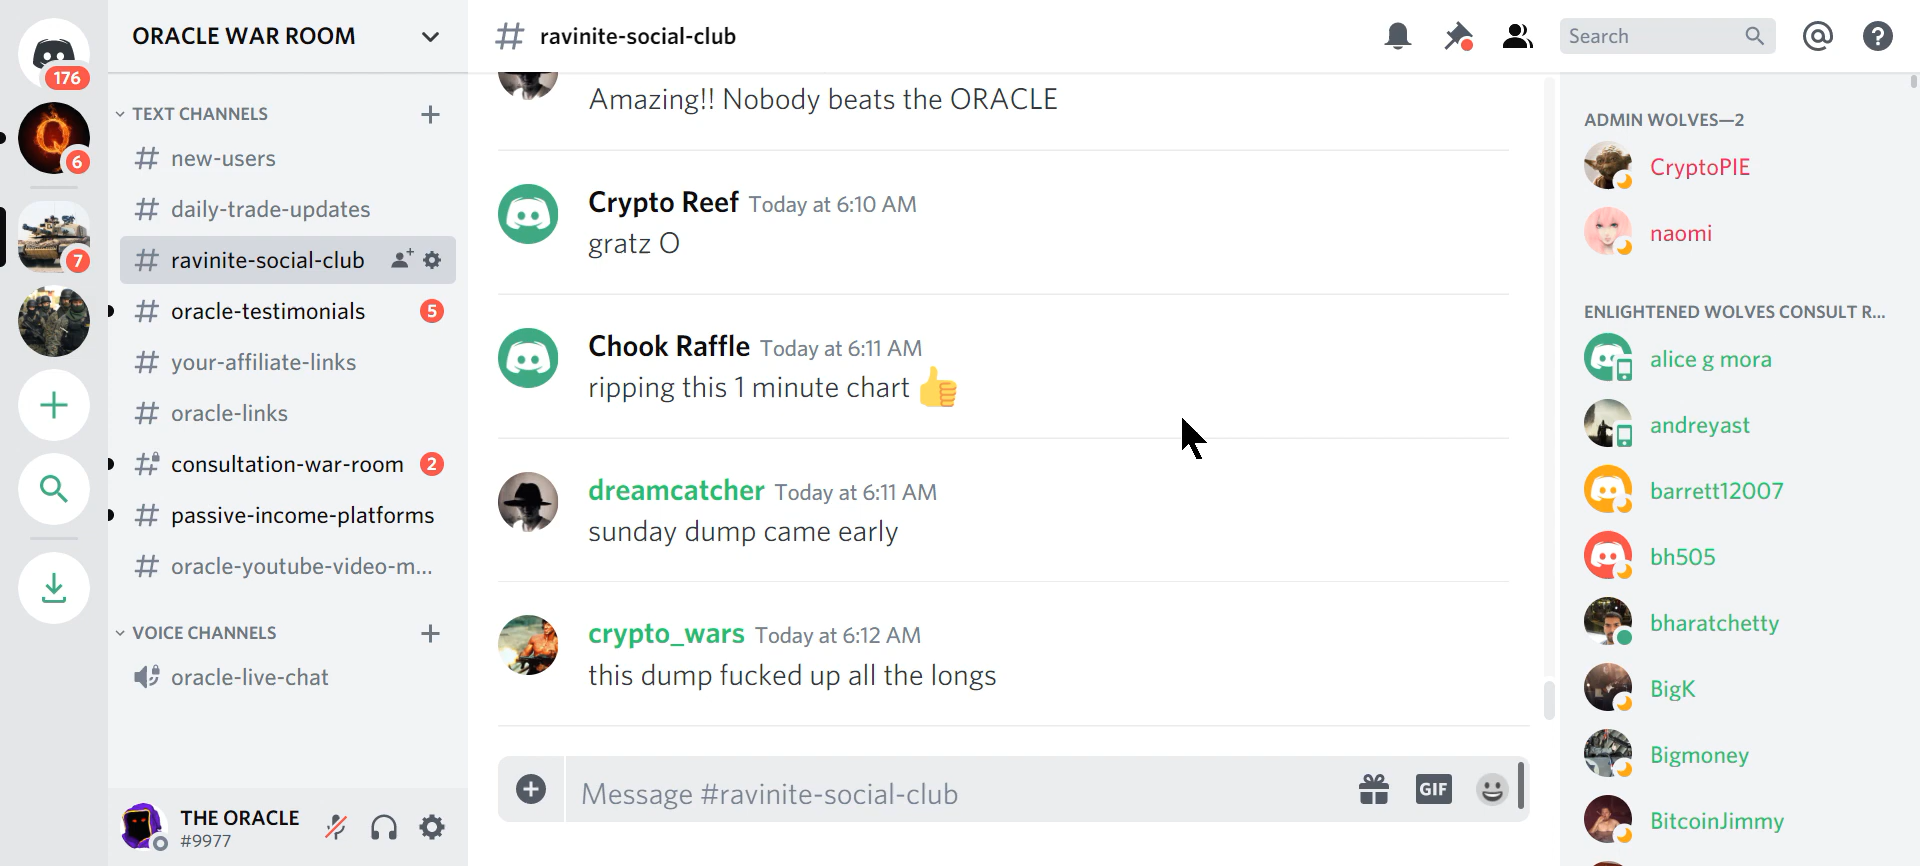 176
6
7
ORACLE WAR ROOM
TEXT CHANNELS
new-users
daily-trade-updates
ravinite-social-club
oracle-testimonials 5
your-affiliate-links
oracle-links
consultation-war-room 2
passive-income-platforms
oracle-youtube-video-m...
VOICE CHANNELS
oracle-live-chat
THE ORACLE
#9977
# ravinite-social-club
Search
Amazing!! Nobody beats the ORACLE
Crypto Reef Today at 6:10 AM
gratz O
Chook Raffle Today at 6:11 AM
ripping this 1 minute chart 👍
dreamcatcher Today at 6:11 AM
sunday dump came early
crypto_wars Today at 6:12 AM
this dump fucked up all the longs
Message #ravinite-social-club
GIF
ADMIN WOLVES—2
CryptoPIE
naomi
ENLIGHTENED WOLVES CONSULT R...
alice g mora
andreyast
barrett12007
bh505
bharatchetty
BigK
Bigmoney
BitcoinJimmy